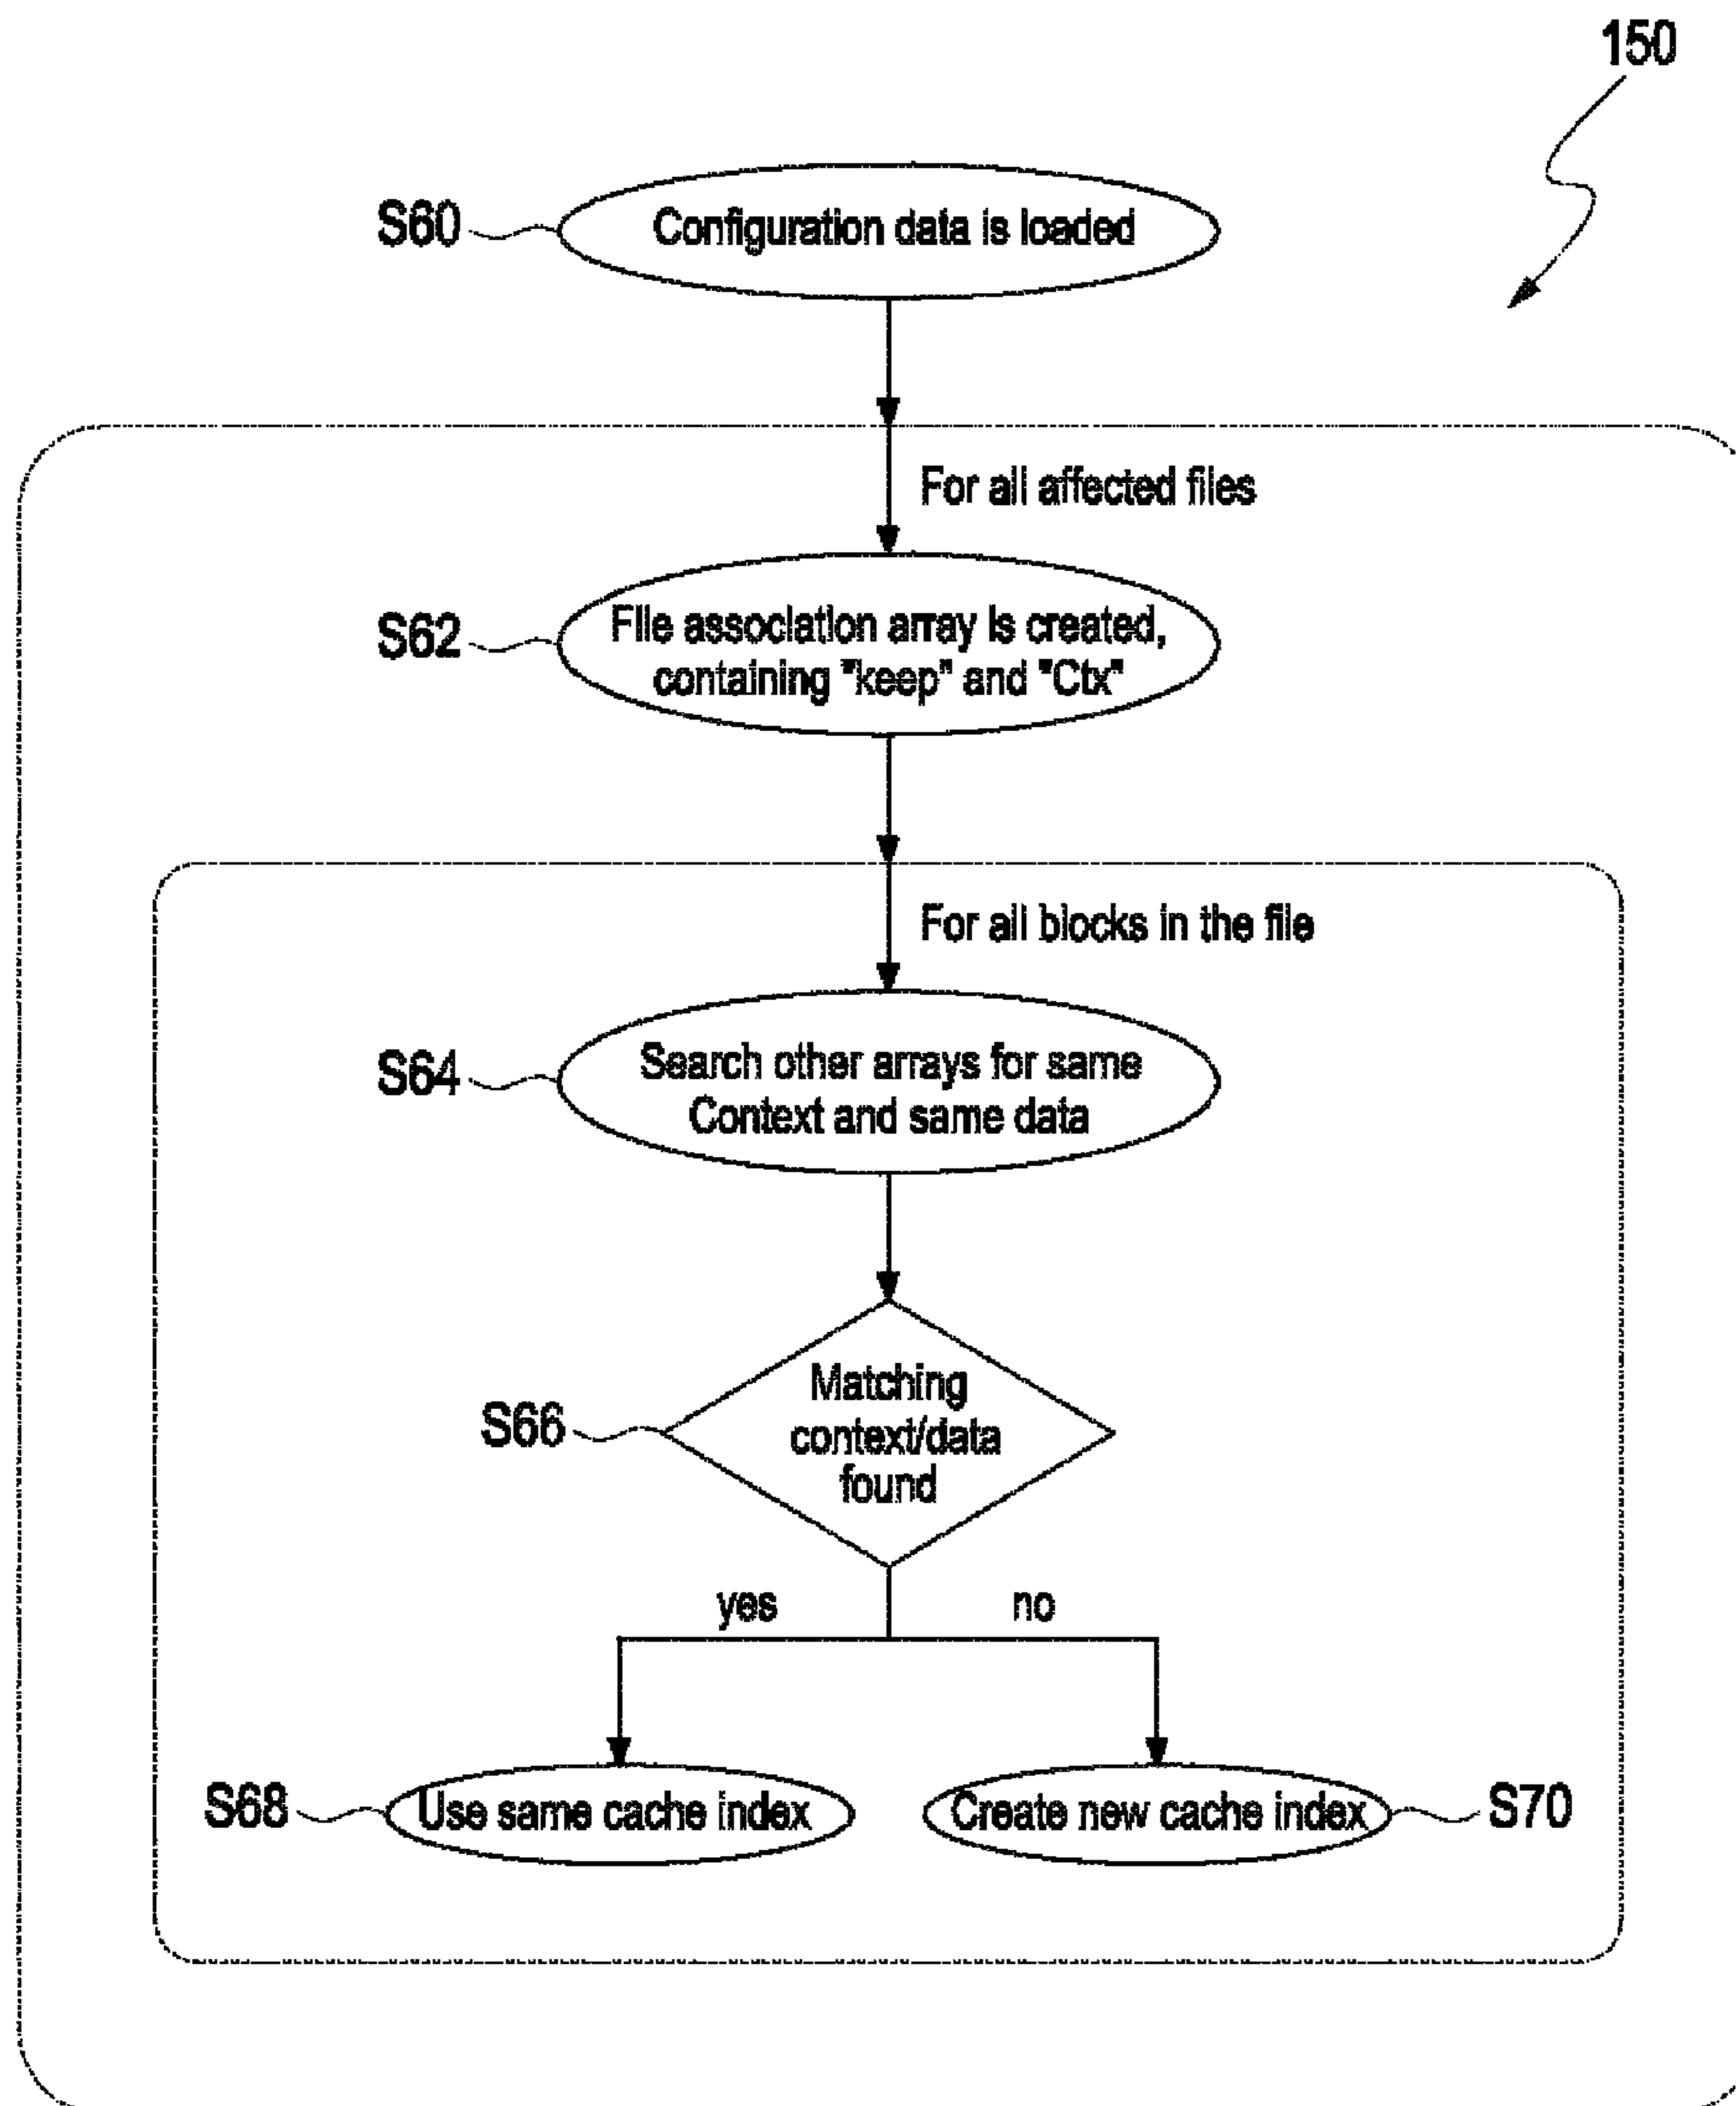 150
S60
Configuration data is loaded
For all affected files
S62
File association array is created,
containing "keep" and "Ctx"
For all blocks in the file
S64
Search other arrays for same
Context and same data
S66
Matching
context/data
found
yes
no
S68
Use same cache index
Create new cache index
S70